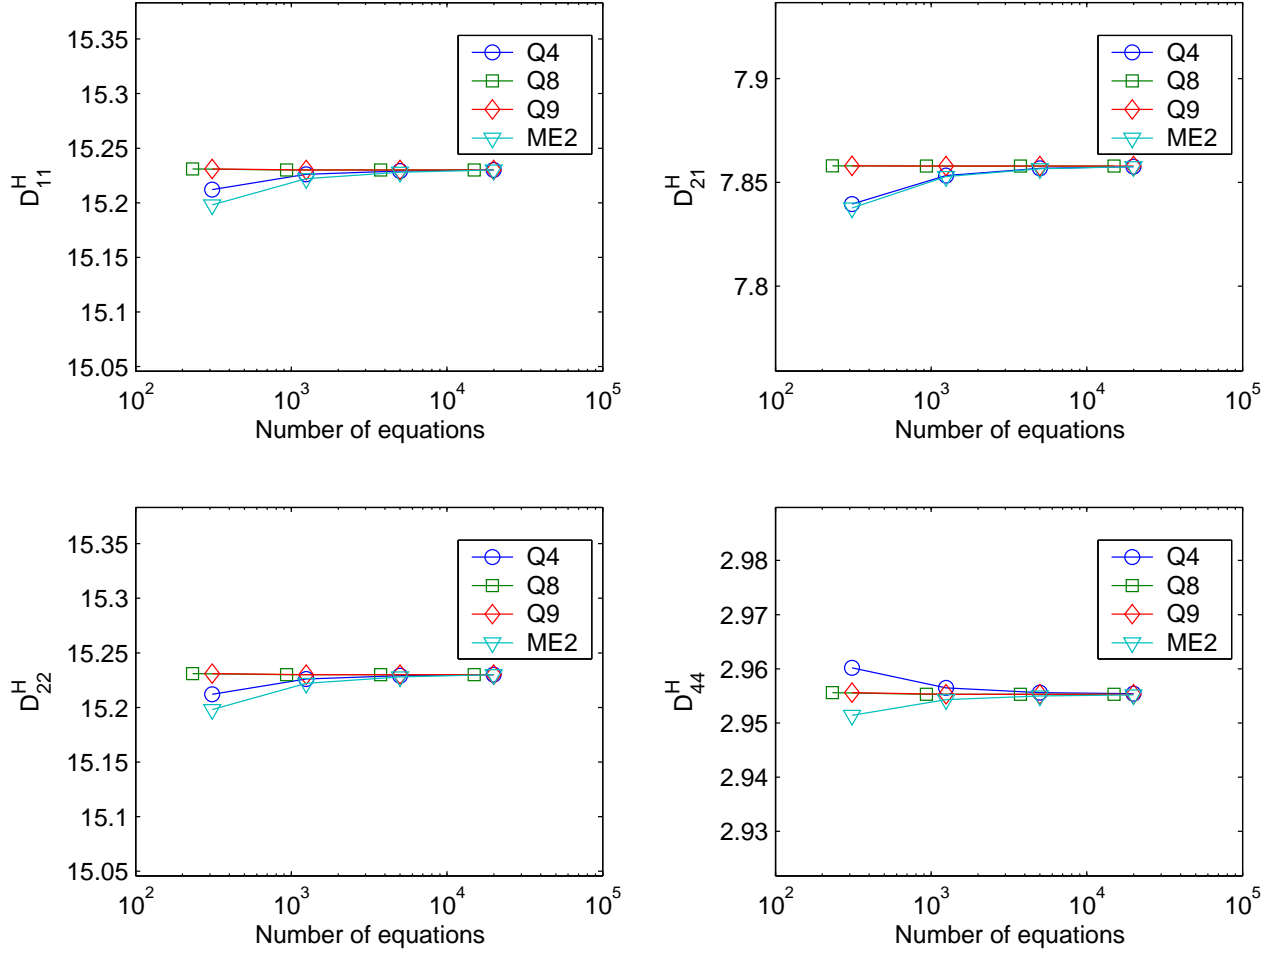 15.35
15.3
15.25
15.2
15.15
15.1
15.05
D11H
10^2 10^3 10^4 10^5
Number of equations
Q4
Q8
Q9
ME2
7.9
7.85
7.8
D21H
10^2 10^3 10^4 10^5
Number of equations
Q4
Q8
Q9
ME2
15.35
15.3
15.25
15.2
15.15
15.1
15.05
D22H
10^2 10^3 10^4 10^5
Number of equations
Q4
Q8
Q9
ME2
2.98
2.97
2.96
2.95
2.94
2.93
D44H
10^2 10^3 10^4 10^5
Number of equations
Q4
Q8
Q9
ME2